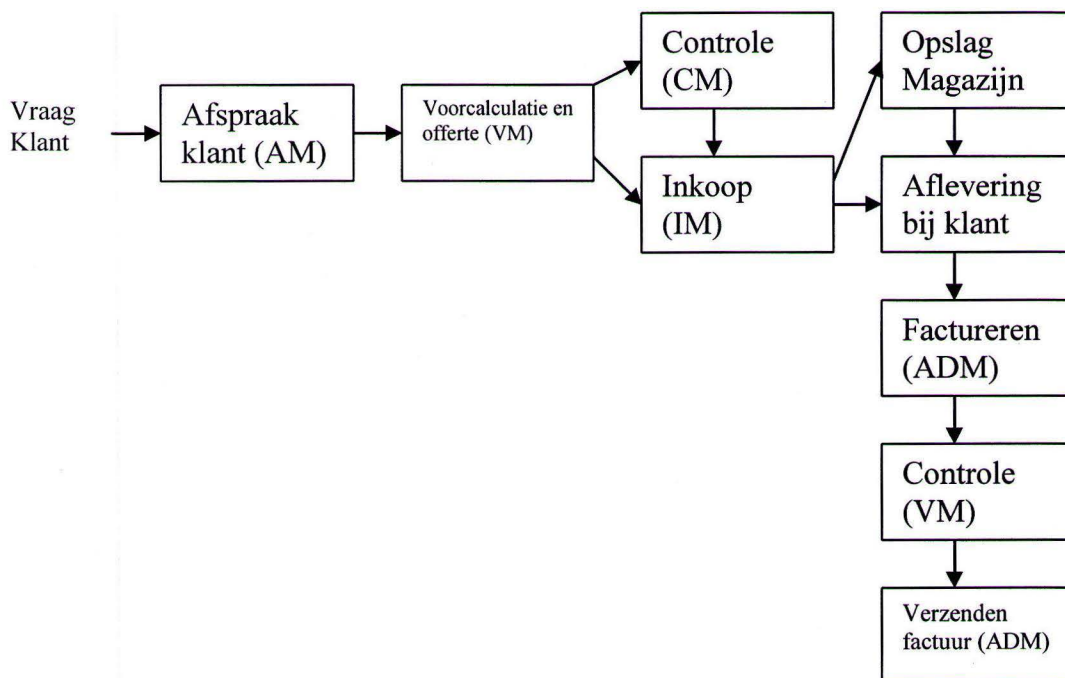 Vraag
Klant
Afspraak
klant (AM)
Voorcalculatie en
offerte (VM)
Controle
(CM)
Inkoop
(IM)
Opslag
Magazijn
Aflevering
bij klant
Factureren
(ADM)
Controle
(VM)
Verzenden
factuur (ADM)